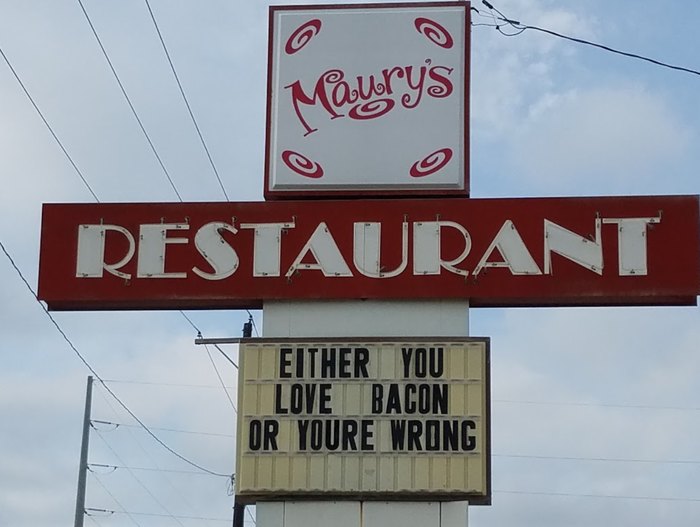 Maury's
RESTAURANT
EITHER YOU
LOVE BACON
OR YOURE WRONG